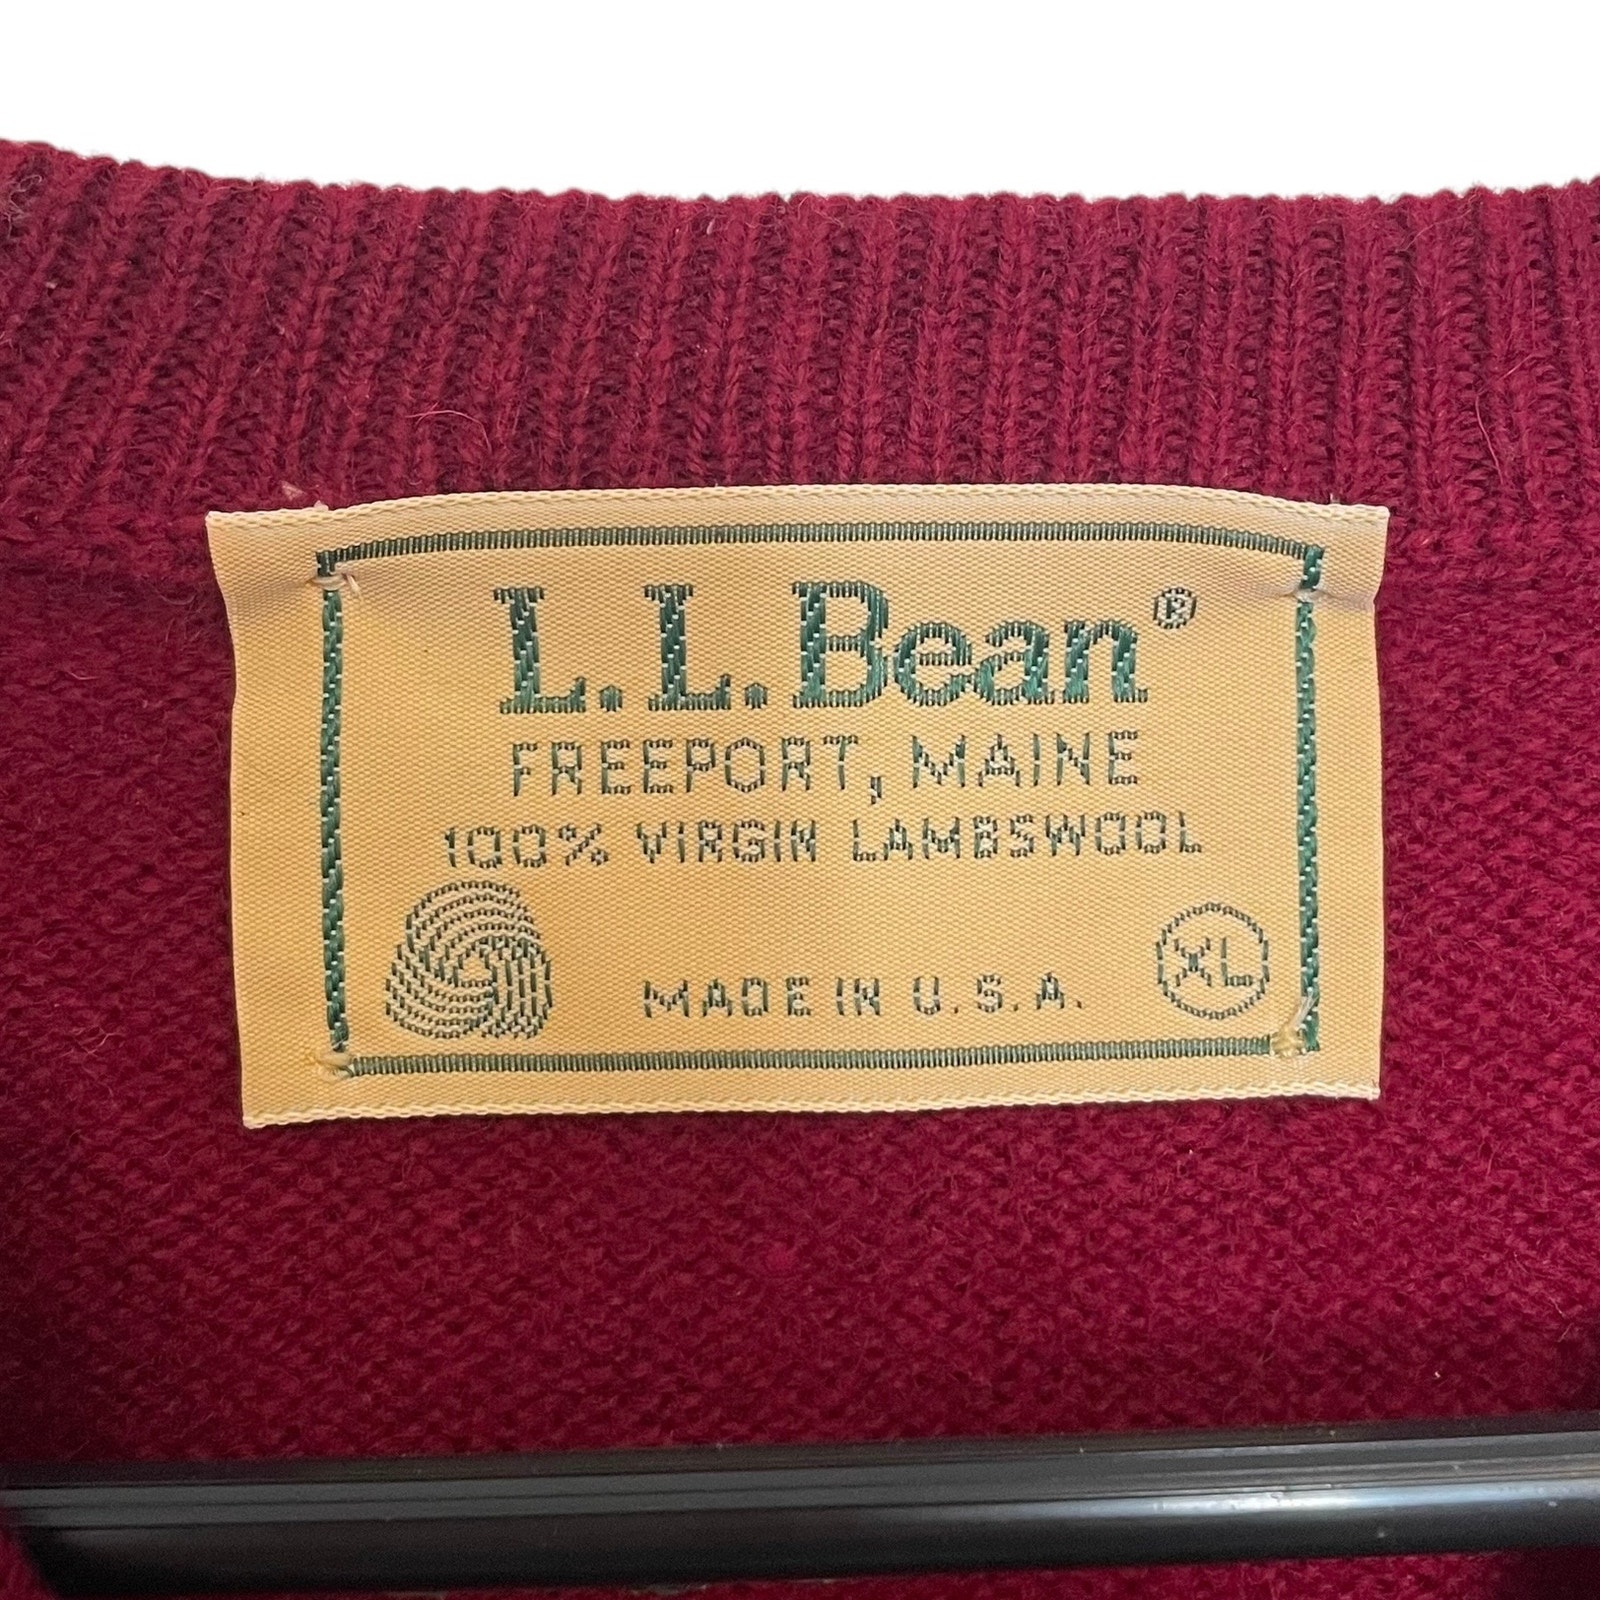 L.L.Bean®
FREEPORT, MAINE
100% VIRGIN LAMBSWOOL
MADE IN U.S.A.
XL